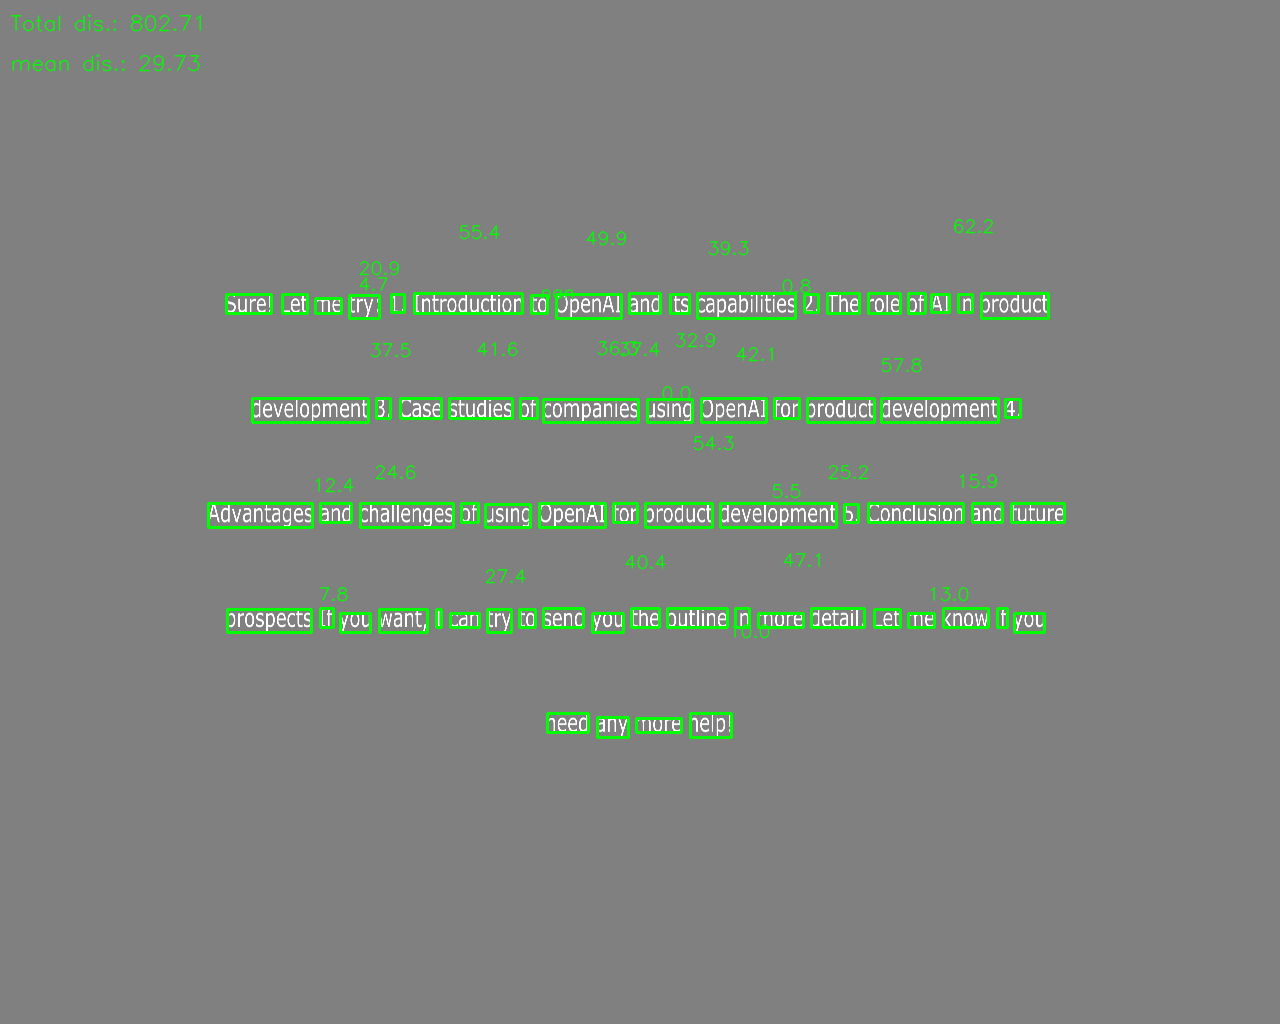 Total dis.: 802.71
mean dis.: 29.73
55.4 49.9 39.3 62.2
20.9
4.7 0.8
Sure! Let me try: 1. Introduction to OpenAI and its capabilities 2. The role of AI in product
37.5 41.6 37.4 32.9 42.1 57.8
0.0
development 3. Case studies of companies using OpenAI for product development 4.
54.3
12.4 24.6 5.5 25.2 15.9
Advantages and challenges of using OpenAI for product development 5. Conclusion and future
27.4 40.4 47.1
7.8 13.0
prospects If you want, I can try to send you the outline in more detail. Let me know if you
need any more help!